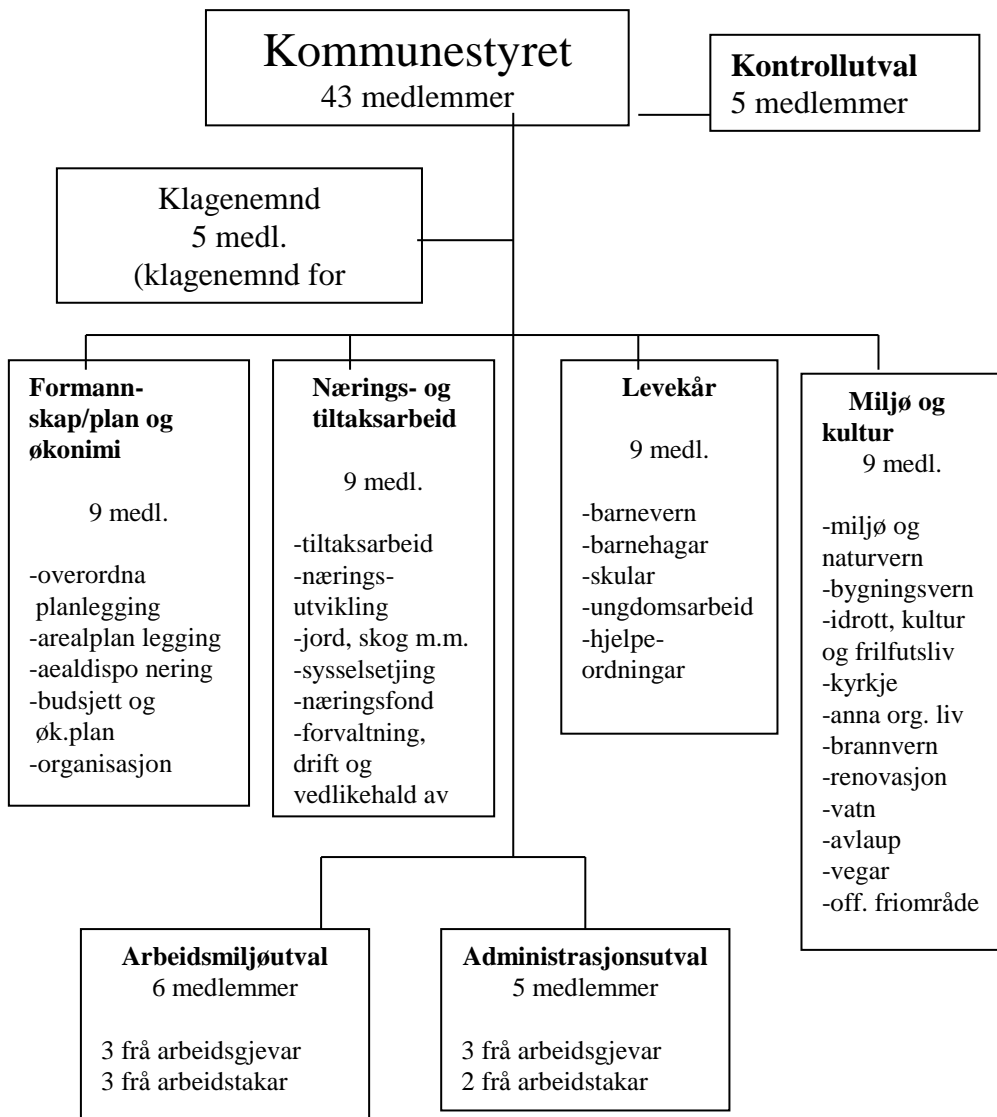 Kommunestyret
43 medlemmer
Kontrollutval
5 medlemmer
Klagenemnd
5 medl.
(klagenemnd for
Formann-
skap/plan og
økonimi
9 medl.
-overordna
planlegging
-arealplan legging
-aealdispo nering
-budsjett og
øk.plan
-organisasjon
Nærings- og
tiltaksarbeid
9 medl.
-tiltaksarbeid
-nærings-
utvikling
-jord, skog m.m.
-sysselsetjing
-næringsfond
-forvaltning,
drift og
vedlikehald av
Levekår
9 medl.
-barnevern
-barnehagar
-skular
-ungdomsarbeid
-hjelpe-
ordningar
Miljø og
kultur
9 medl.
-miljø og
naturvern
-bygningsvern
-idrott, kultur
og frilfutsliv
-kyrkje
-anna org. liv
-brannvern
-renovasjon
-vatn
-avlaup
-vegar
-off. friområde
Arbeidsmiljøutval
6 medlemmer
3 frå arbeidsgjevar
3 frå arbeidstakar
Administrasjonsutval
5 medlemmer
3 frå arbeidsgjevar
2 frå arbeidstakar